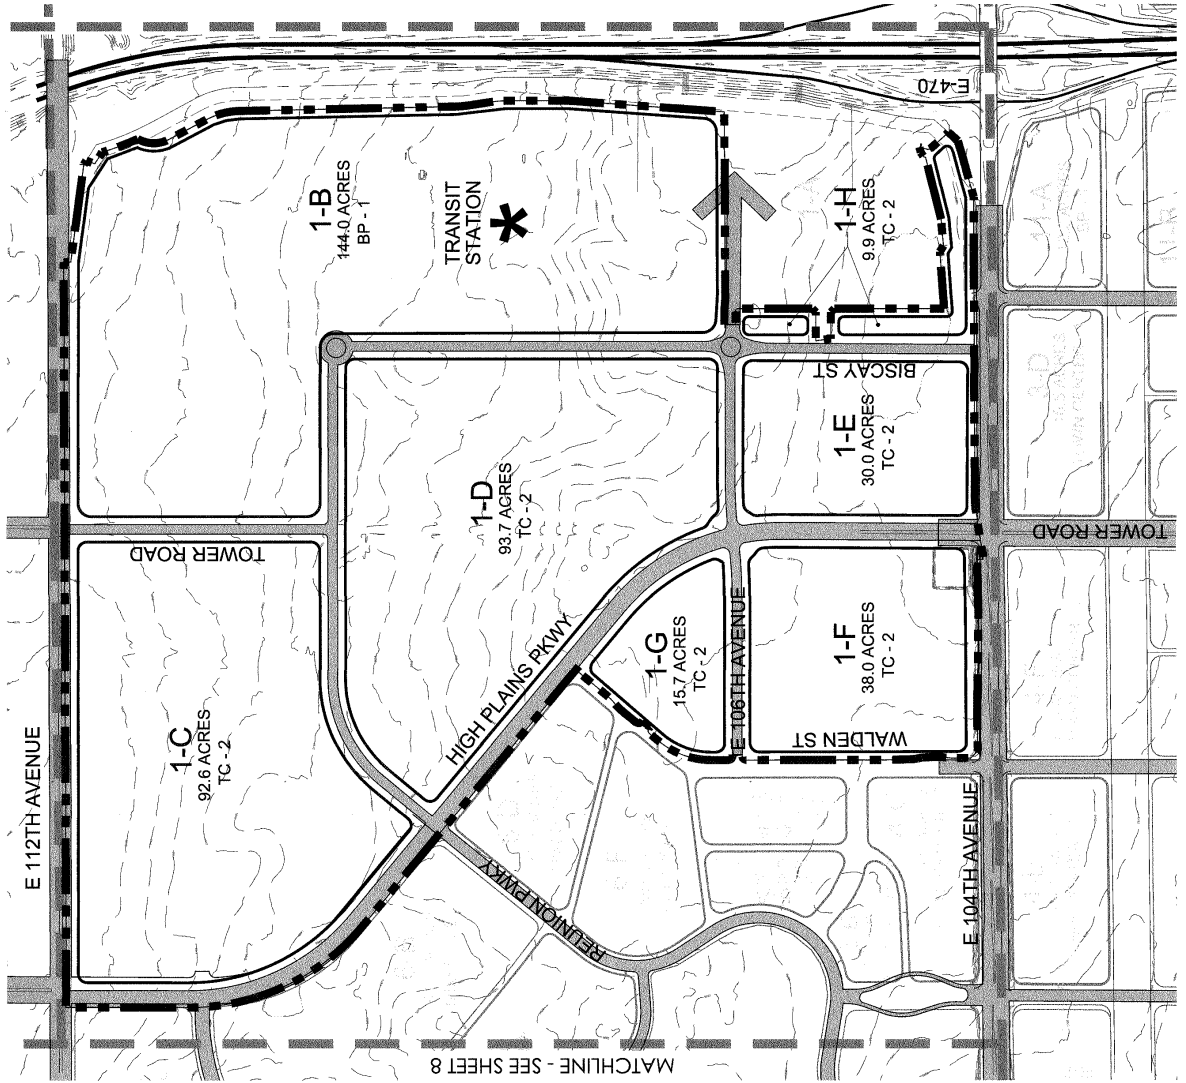 E-470
1-B
144.0 ACRES
BP - 1
TRANSIT
STATION
1-H
9.9 ACRES
TC - 2
BISCAY ST
1-E
30.0 ACRES
TC - 2
1-D
93.7 ACRES
TC - 2
TOWER ROAD
TOWER ROAD
HIGH PLAINS PKWY
1-G
15.7 ACRES
TC - 2
E 106TH AVENUE
1-F
38.0 ACRES
TC - 2
WALDEN ST
1-C
92.6 ACRES
TC - 2
E 112TH AVENUE
E 104TH AVENUE
REUNION PWKY
MATCHLINE - SEE SHEET 8